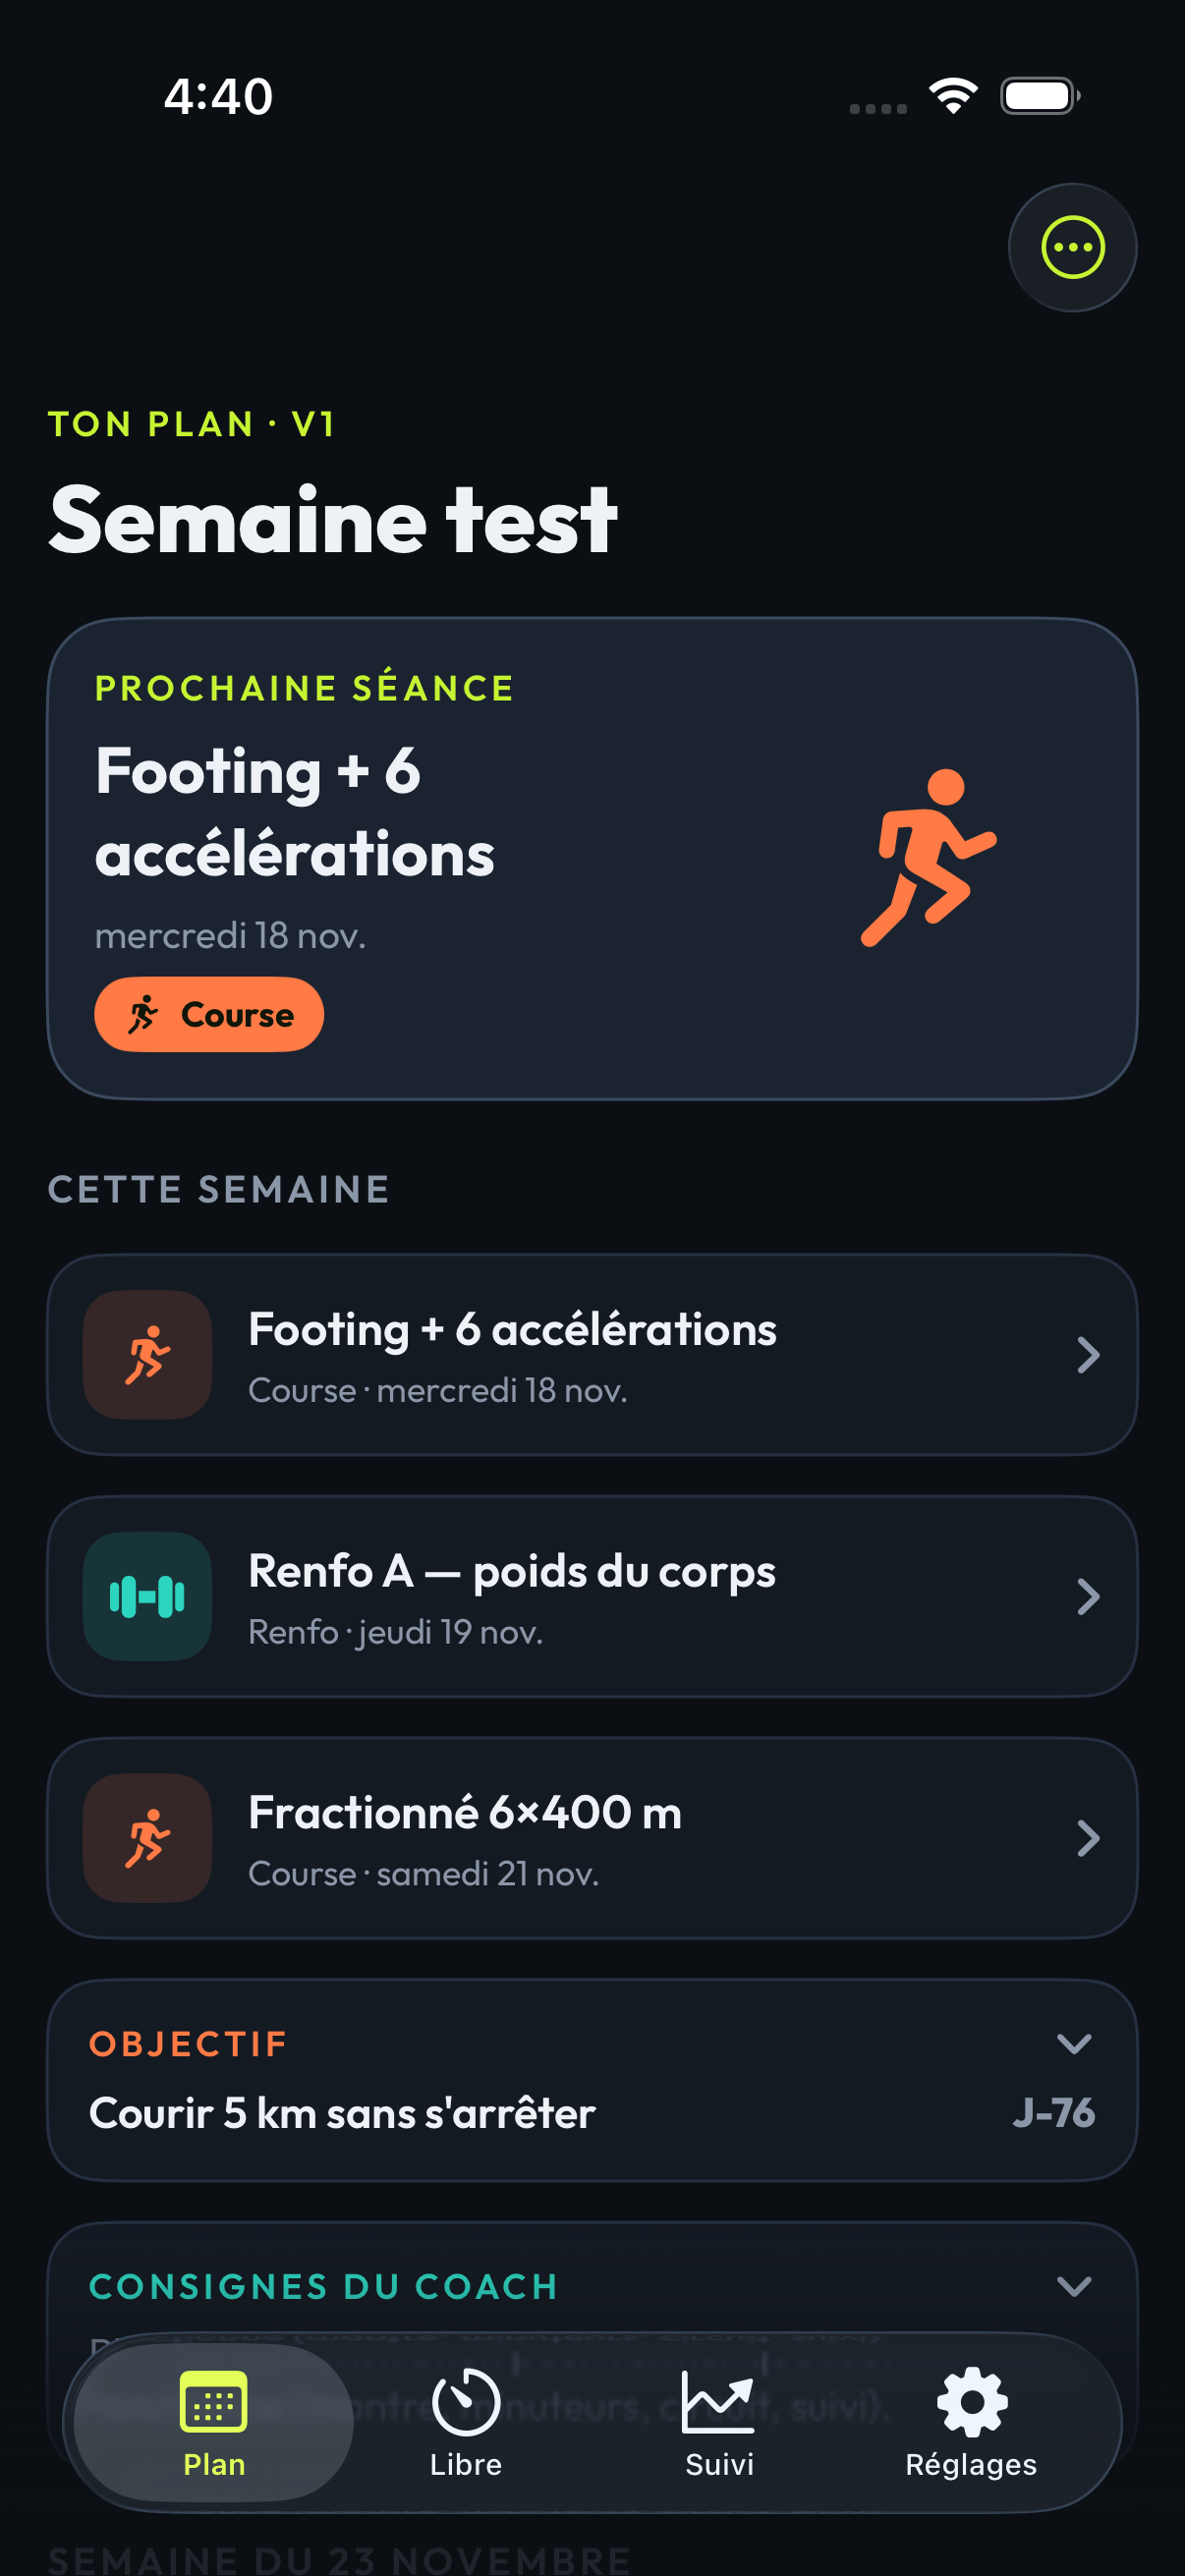 4:40
TON PLAN · V1
Semaine test
PROCHAINE SÉANCE
Footing + 6
accélérations
mercredi 18 nov.
Course
CETTE SEMAINE
Footing + 6 accélérations
Course · mercredi 18 nov.
Renfo A — poids du corps
Renfo · jeudi 19 nov.
Fractionné 6×400 m
Course · samedi 21 nov.
OBJECTIF
Courir 5 km sans s'arrêter
J-76
CONSIGNES DU COACH
suivi).
Plan
Libre
Suivi
Réglages
SEMAINE DU 23 NOVEMBRE